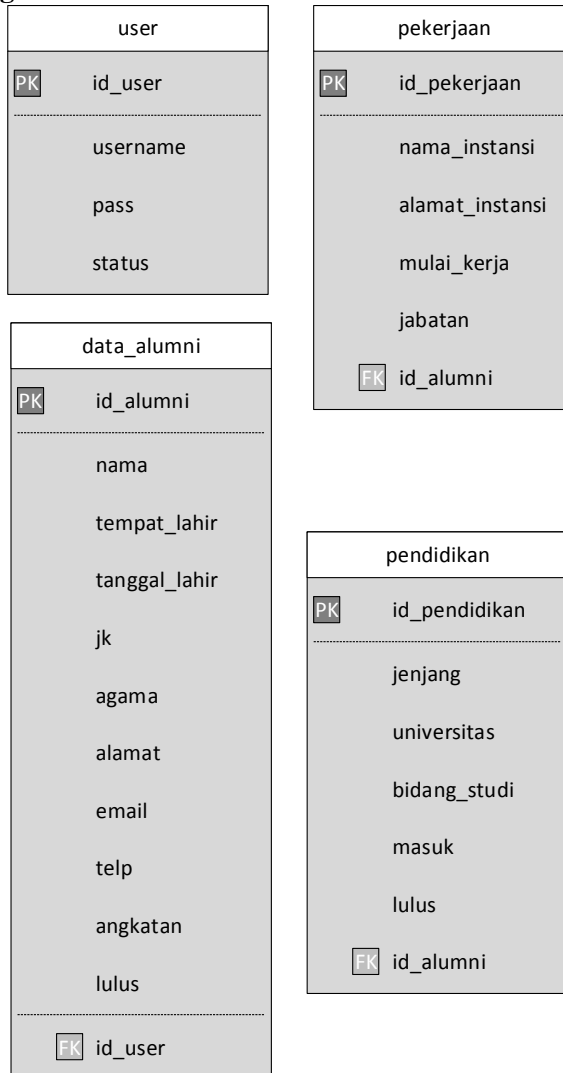 user
PK id_user
username
pass
status
pekerjaan
PK id_pekerjaan
nama_instansi
alamat_instansi
mulai_kerja
jabatan
FK id_alumni
data_alumni
PK id_alumni
nama
tempat_lahir
tanggal_lahir
jk
agama
alamat
email
telp
angkatan
lulus
FK id_user
pendidikan
PK id_pendidikan
jenjang
universitas
bidang_studi
masuk
lulus
FK id_alumni